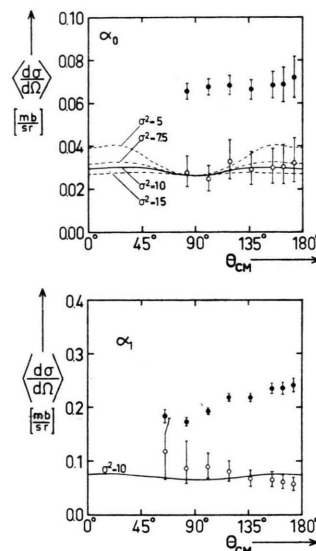 α₀
⟨dσ/dΩ⟩
[mb/sr]
0.10
0.08
0.06
0.04
0.02
0.00
σ²=5
σ²=7.5
σ²=10
σ²=15
0° 45° 90° 135° 180°
θCM
α₁
⟨dσ/dΩ⟩
[mb/sr]
0.4
0.3
0.2
0.1
0.0
σ²=10
0° 45° 90° 135° 180°
θCM